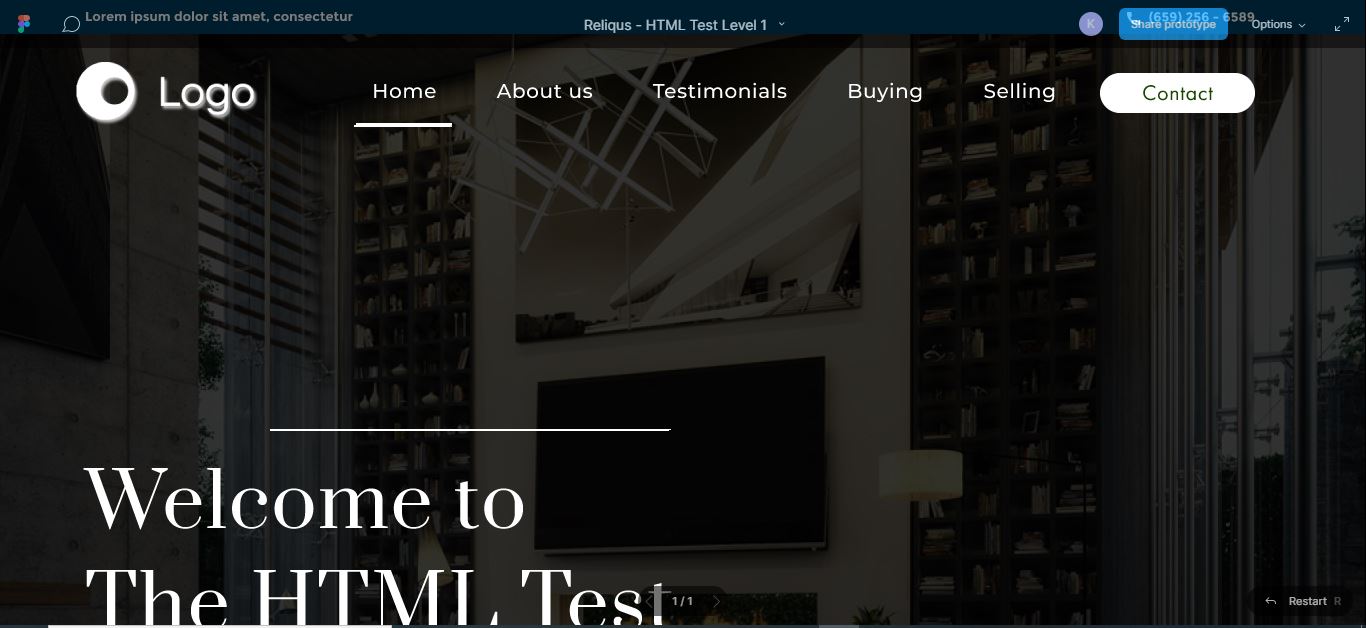 Lorem ipsum dolor sit amet, consectetur
Reliqus - HTML Test Level 1
K
Share prototype
(659) 256 - 6589
Options
Logo
Home
About us
Testimonials
Buying
Selling
Contact
Welcome to
The HTML Test
1 / 1
Restart R